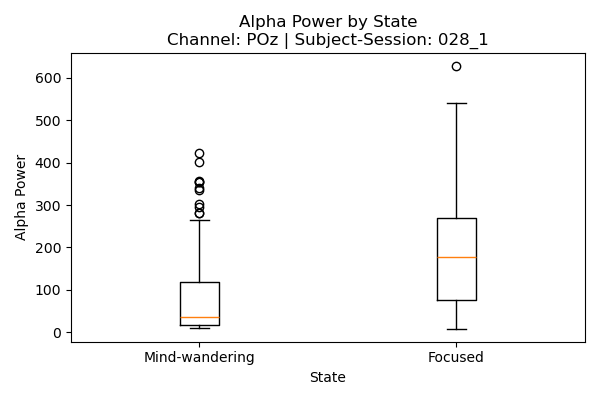 Alpha Power by State
Channel: POz | Subject-Session: 028_1
Alpha Power
600
500
400
300
200
100
0
Mind-wandering
Focused
State